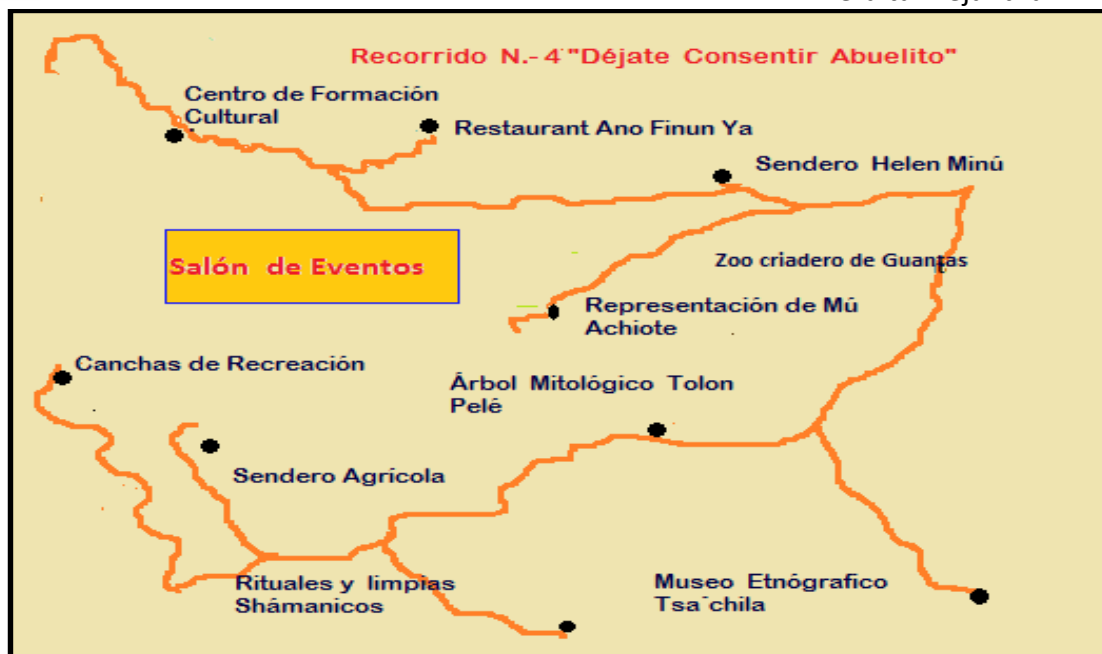 Recorrido N.- 4 "Déjate Consentir Abuelito"
Centro de Formación
Cultural
Restaurant Ano Finun Ya
Sendero Helen Minú
Salón de Eventos
Zoo criadero de Guantas
Representación de Mú
Achiote
Canchas de Recreación
Árbol Mitológico Tolon
Pelé
Sendero Agrícola
Rituales y limpias
Shámanicos
Museo Etnógrafico
Tsa´chila